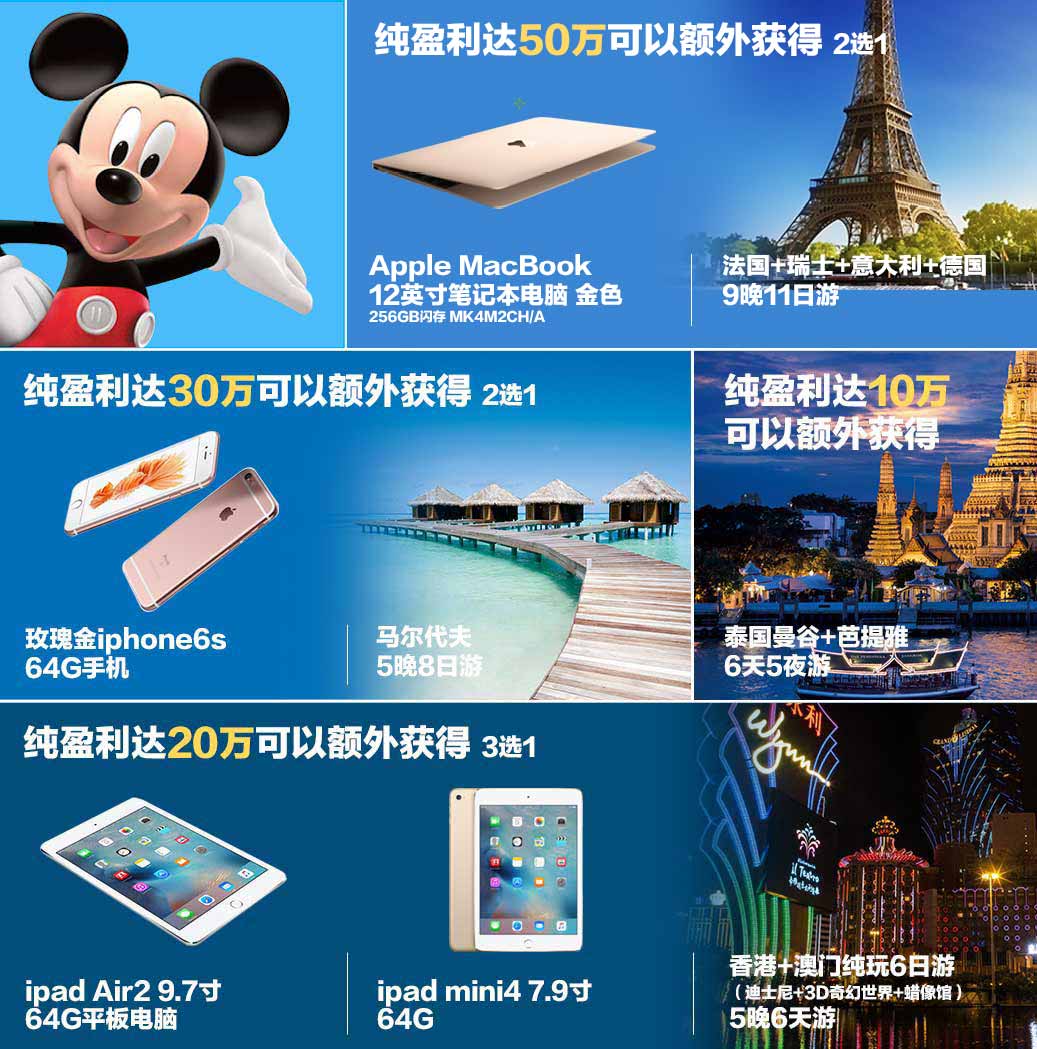 纯盈利达50万可以额外获得 2选1
Apple MacBook
12英寸笔记本电脑 金色
256GB闪存 MK4M2CH/A
法国+瑞士+意大利+德国
9晚11日游
纯盈利达30万可以额外获得 2选1
玫瑰金iphone6s
64G手机
马尔代夫
5晚8日游
纯盈利达10万
可以额外获得
泰国曼谷+芭提雅
6天5夜游
纯盈利达20万可以额外获得 3选1
ipad Air2 9.7寸
64G平板电脑
ipad mini4 7.9寸
64G
永利
Wynn
GRAND LISBOA
il Teatro
香港+澳门纯玩6日游
（迪士尼+3D奇幻世界+蜡像馆）
5晚6天游